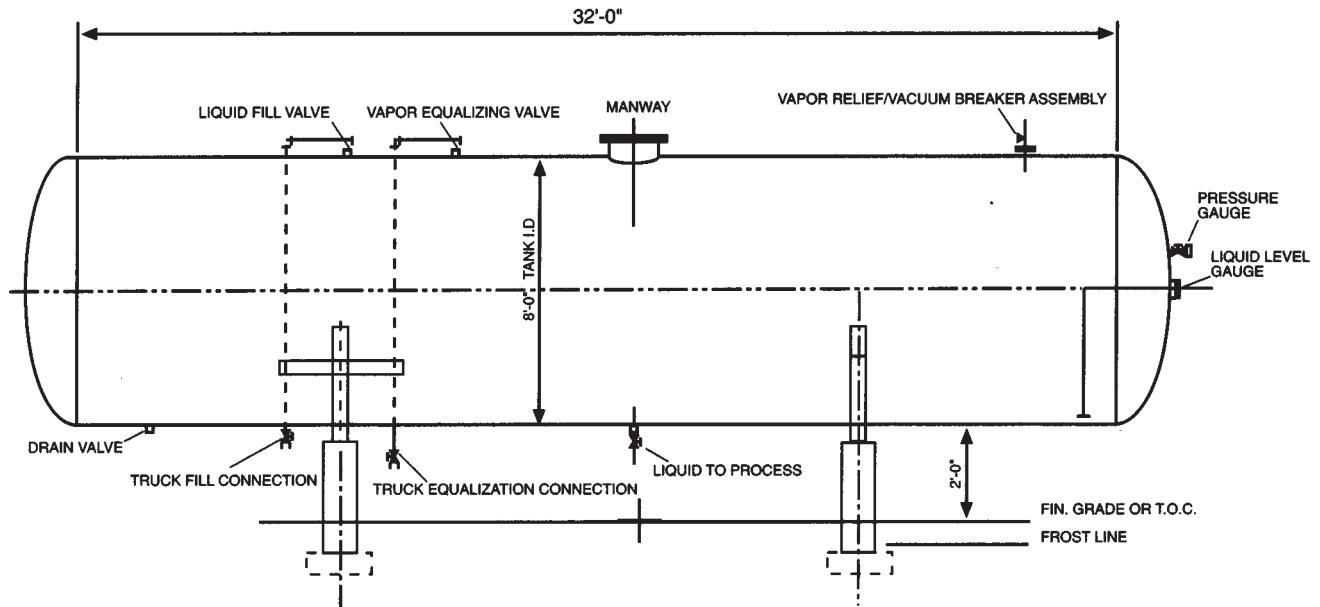 32'-0"
LIQUID FILL VALVE
VAPOR EQUALIZING VALVE
MANWAY
VAPOR RELIEF/VACUUM BREAKER ASSEMBLY
PRESSURE
GAUGE
LIQUID LEVEL
GAUGE
8'-0" TANK I.D
DRAIN VALVE
TRUCK FILL CONNECTION
TRUCK EQUALIZATION CONNECTION
LIQUID TO PROCESS
2'-0"
FIN. GRADE OR T.O.C.
FROST LINE